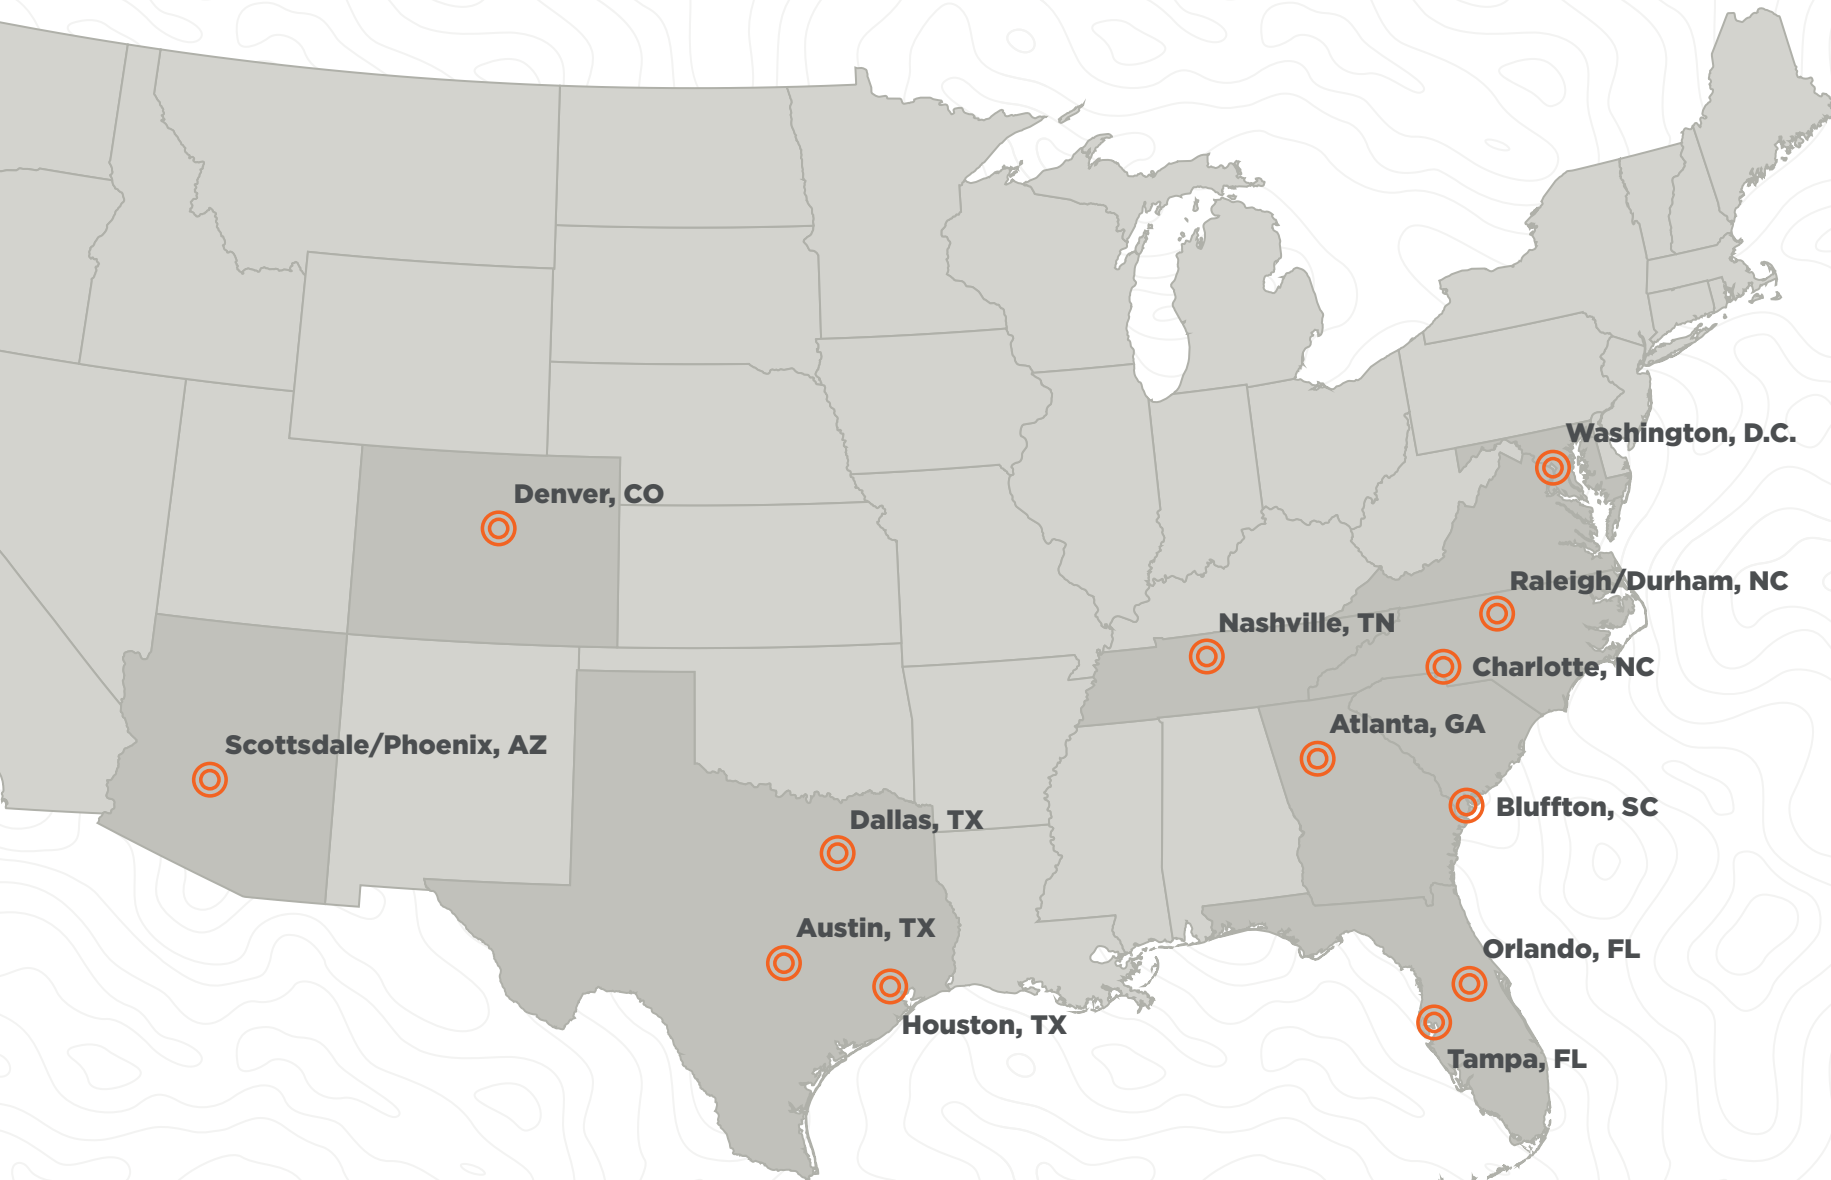 Washington, D.C.
Denver, CO
Raleigh/Durham, NC
Nashville, TN
Charlotte, NC
Atlanta, GA
Scottsdale/Phoenix, AZ
Bluffton, SC
Dallas, TX
Austin, TX
Orlando, FL
Houston, TX
Tampa, FL